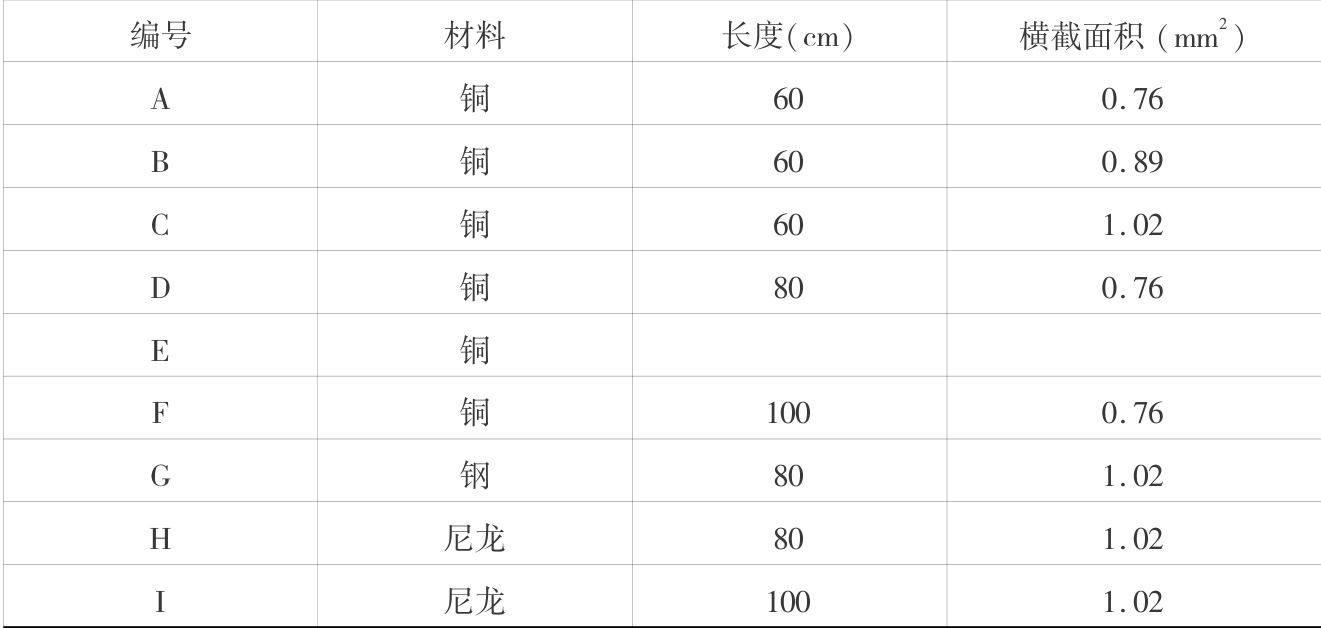 编号 材料 长度(cm) 横截面积 (mm²)
A 铜 60 0.76
B 铜 60 0.89
C 铜 60 1.02
D 铜 80 0.76
E 铜
F 铜 100 0.76
G 钢 80 1.02
H 尼龙 80 1.02
I 尼龙 100 1.02